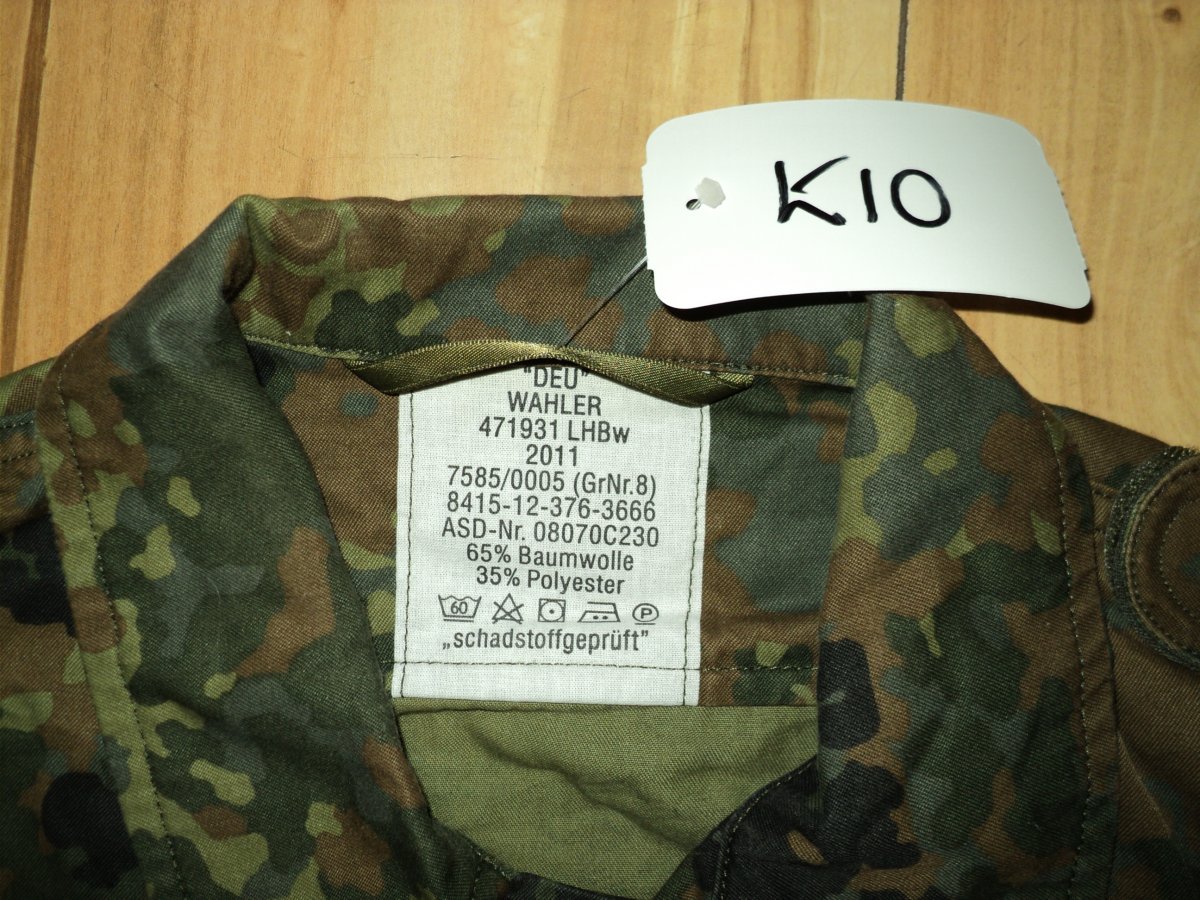 K10
"DEU"
WAHLER
471931 LHBw
2011
7585/0005 (GrNr.8)
8415-12-376-3666
ASD-Nr. 08070C230
65% Baumwolle
35% Polyester
60 P
„schadstoffgeprüft"